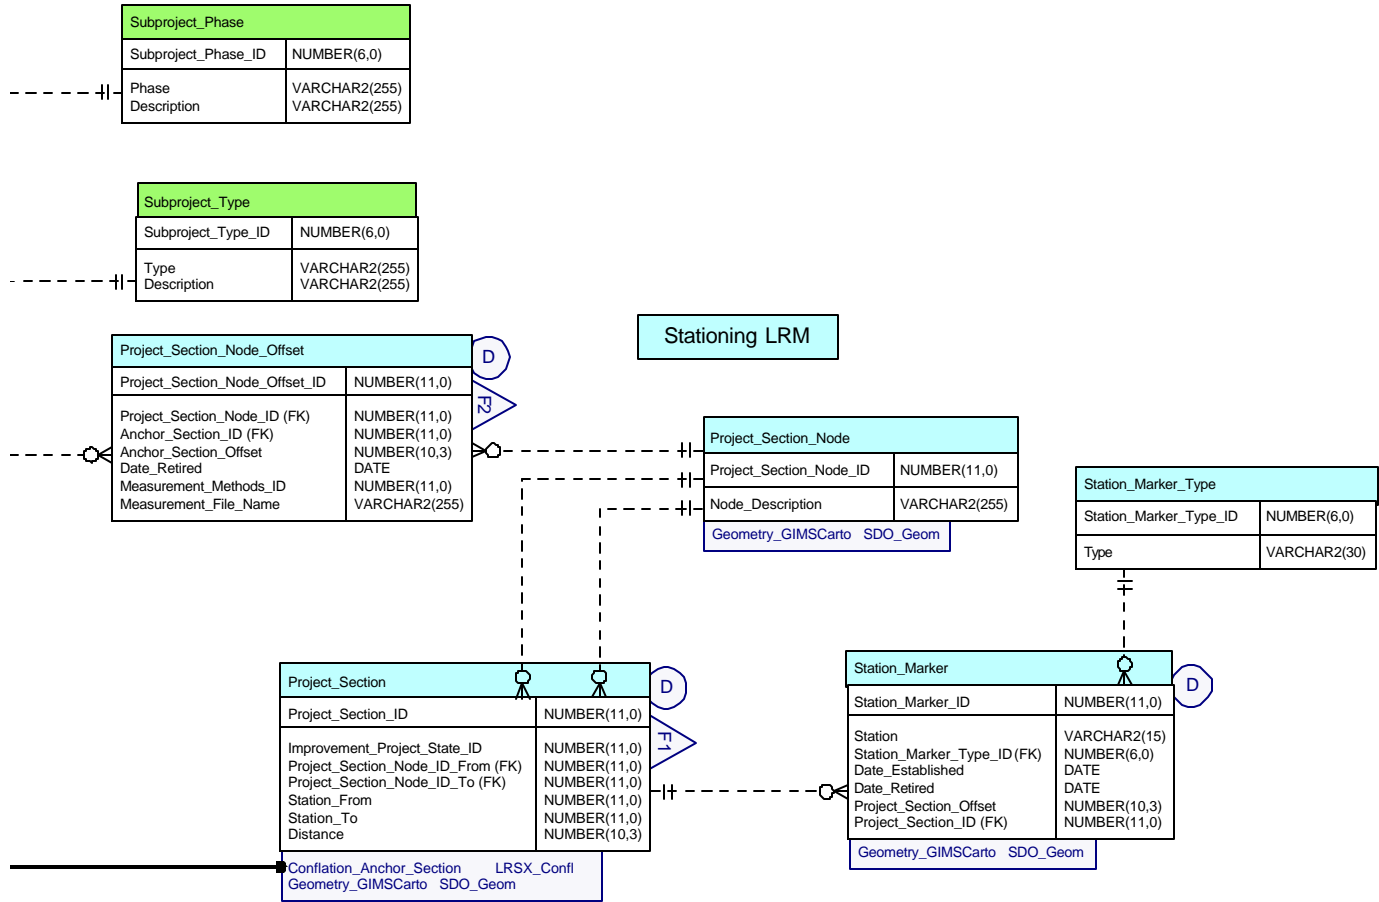 Subproject_Phase
Subproject_Phase_ID NUMBER(6,0)
Phase VARCHAR2(255)
Description VARCHAR2(255)
Subproject_Type
Subproject_Type_ID NUMBER(6,0)
Type VARCHAR2(255)
Description VARCHAR2(255)
Stationing LRM
Project_Section_Node_Offset
D
Project_Section_Node_Offset_ID NUMBER(11,0)
F2
Project_Section_Node_ID (FK) NUMBER(11,0)
Anchor_Section_ID (FK) NUMBER(11,0)
Anchor_Section_Offset NUMBER(10,3)
Date_Retired DATE
Measurement_Methods_ID NUMBER(11,0)
Measurement_File_Name VARCHAR2(255)
Project_Section_Node
Project_Section_Node_ID NUMBER(11,0)
Node_Description VARCHAR2(255)
Geometry_GIMSCarto SDO_Geom
Station_Marker_Type
Station_Marker_Type_ID NUMBER(6,0)
Type VARCHAR2(30)
Project_Section
D
Project_Section_ID NUMBER(11,0)
F1
Improvement_Project_State_ID NUMBER(11,0)
Project_Section_Node_ID_From (FK) NUMBER(11,0)
Project_Section_Node_ID_To (FK) NUMBER(11,0)
Station_From NUMBER(11,0)
Station_To NUMBER(11,0)
Distance NUMBER(10,3)
Conflation_Anchor_Section LRSX_Confl
Geometry_GIMSCarto SDO_Geom
Station_Marker
D
Station_Marker_ID NUMBER(11,0)
Station VARCHAR2(15)
Station_Marker_Type_ID (FK) NUMBER(6,0)
Date_Established DATE
Date_Retired DATE
Project_Section_Offset NUMBER(10,3)
Project_Section_ID (FK) NUMBER(11,0)
Geometry_GIMSCarto SDO_Geom